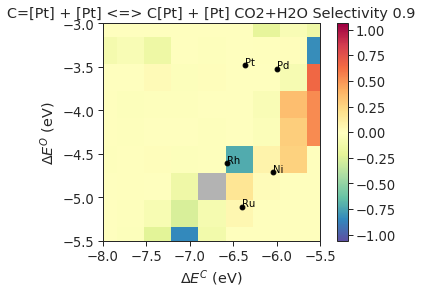 C=[Pt] + [Pt] <=> C[Pt] + [Pt] CO2+H2O Selectivity 0.9
−3.0
−3.5
−4.0
−4.5
−5.0
−5.5
ΔE^O (eV)
Pt
Pd
Rh
Ni
Ru
−8.0 −7.5 −7.0 −6.5 −6.0 −5.5
ΔE^C (eV)
1.00
0.75
0.50
0.25
0.00
−0.25
−0.50
−0.75
−1.00